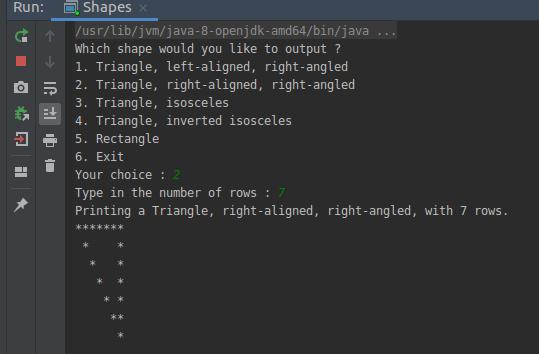 Run: Shapes ×
/usr/lib/jvm/java-8-openjdk-amd64/bin/java ...
Which shape would you like to output ?
1. Triangle, left-aligned, right-angled
2. Triangle, right-aligned, right-angled
3. Triangle, isosceles
4. Triangle, inverted isosceles
5. Rectangle
6. Exit
Your choice : 2
Type in the number of rows : 7
Printing a Triangle, right-aligned, right-angled, with 7 rows.
*******
 *    *
  *   *
   *  *
    * *
     **
      *